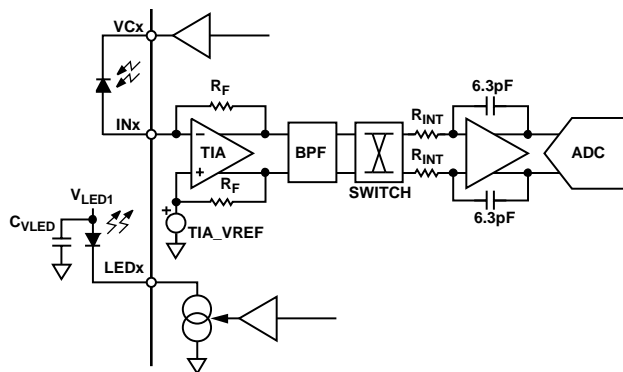 VCx
RF
6.3pF
INx
RINT
−
TIA
BPF
ADC
RINT
+
RF
SWITCH
VLED1
+
6.3pF
CVLED
TIA_VREF
LEDx